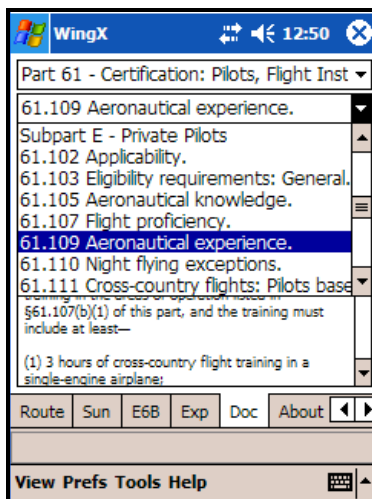 WingX 12:50
Part 61 - Certification: Pilots, Flight Inst
61.109 Aeronautical experience.
Subpart E - Private Pilots
61.102 Applicability.
61.103 Eligibility requirements: General.
61.105 Aeronautical knowledge.
61.107 Flight proficiency.
61.109 Aeronautical experience.
61.110 Night flying exceptions.
61.111 Cross-country flights: Pilots base
training in the areas of operation listed in
§61.107(b)(1) of this part, and the training must
include at least—
(1) 3 hours of cross-country flight training in a
single-engine airplane;
Route Sun E6B Exp Doc About
View Prefs Tools Help